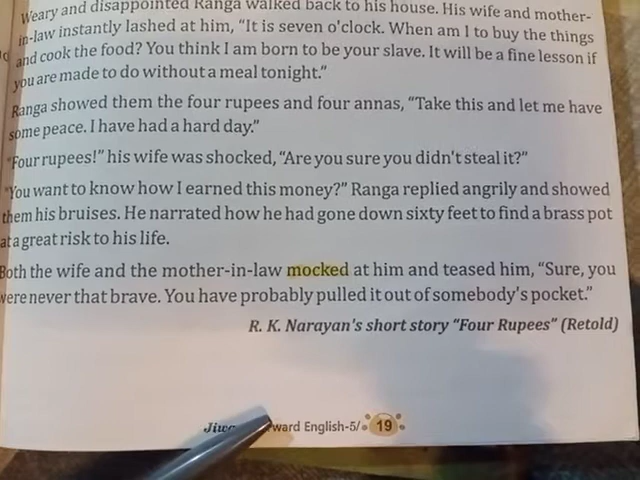 Weary and disappointed Ranga walked back to his house. His wife and mother-
in-law instantly lashed at him, “It is seven o'clock. When am I to buy the things
and cook the food? You think I am born to be your slave. It will be a fine lesson if
you are made to do without a meal tonight.”
Ranga showed them the four rupees and four annas, “Take this and let me have
some peace. I have had a hard day.”
“Four rupees!” his wife was shocked, “Are you sure you didn't steal it?”
“You want to know how I earned this money?” Ranga replied angrily and showed
them his bruises. He narrated how he had gone down sixty feet to find a brass pot
at a great risk to his life.
Both the wife and the mother-in-law mocked at him and teased him, “Sure, you
were never that brave. You have probably pulled it out of somebody's pocket.”
R. K. Narayan's short story “Four Rupees” (Retold)
English-5/ 19